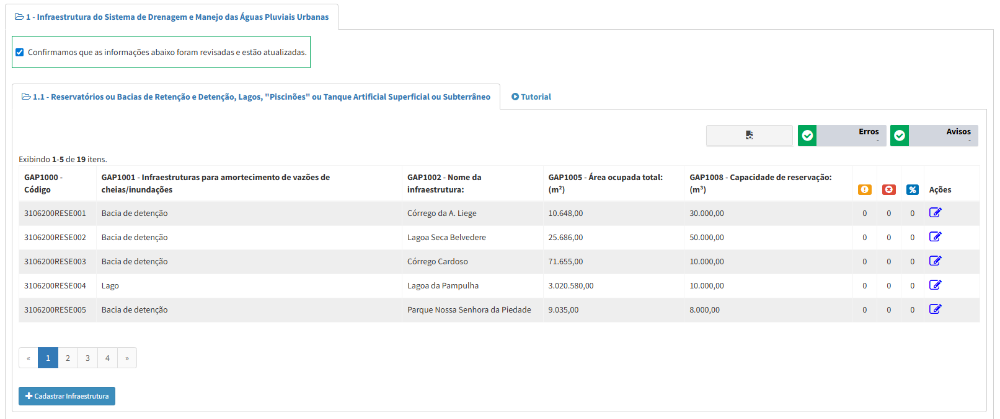 1 - Infraestrutura do Sistema de Drenagem e Manejo das Águas Pluviais Urbanas
Confirmamos que as informações abaixo foram revisadas e estão atualizadas.
1.1 - Reservatórios ou Bacias de Retenção e Detenção, Lagos, "Piscinões" ou Tanque Artificial Superficial ou Subterrâneo
Tutorial
Erros
-
Avisos
-
Exibindo 1-5 de 19 itens.
GAP1000 - Código GAP1001 - Infraestruturas para amortecimento de vazões de cheias/inundações GAP1002 - Nome da infraestrutura: GAP1005 - Área ocupada total: (m²) GAP1008 - Capacidade de reservação: (m³) Ações
3106200RESE001 Bacia de detenção Córrego da A. Liege 10.648,00 30.000,00 0 0 0
3106200RESE002 Bacia de detenção Lagoa Seca Belvedere 25.686,00 50.000,00 0 0 0
3106200RESE003 Bacia de detenção Córrego Cardoso 71.655,00 10.000,00 0 0 0
3106200RESE004 Lago Lagoa da Pampulha 3.020.580,00 10.000,00 0 0 0
3106200RESE005 Bacia de detenção Parque Nossa Senhora da Piedade 9.035,00 8.000,00 0 0 0
« 1 2 3 4 »
Cadastrar Infraestrutura